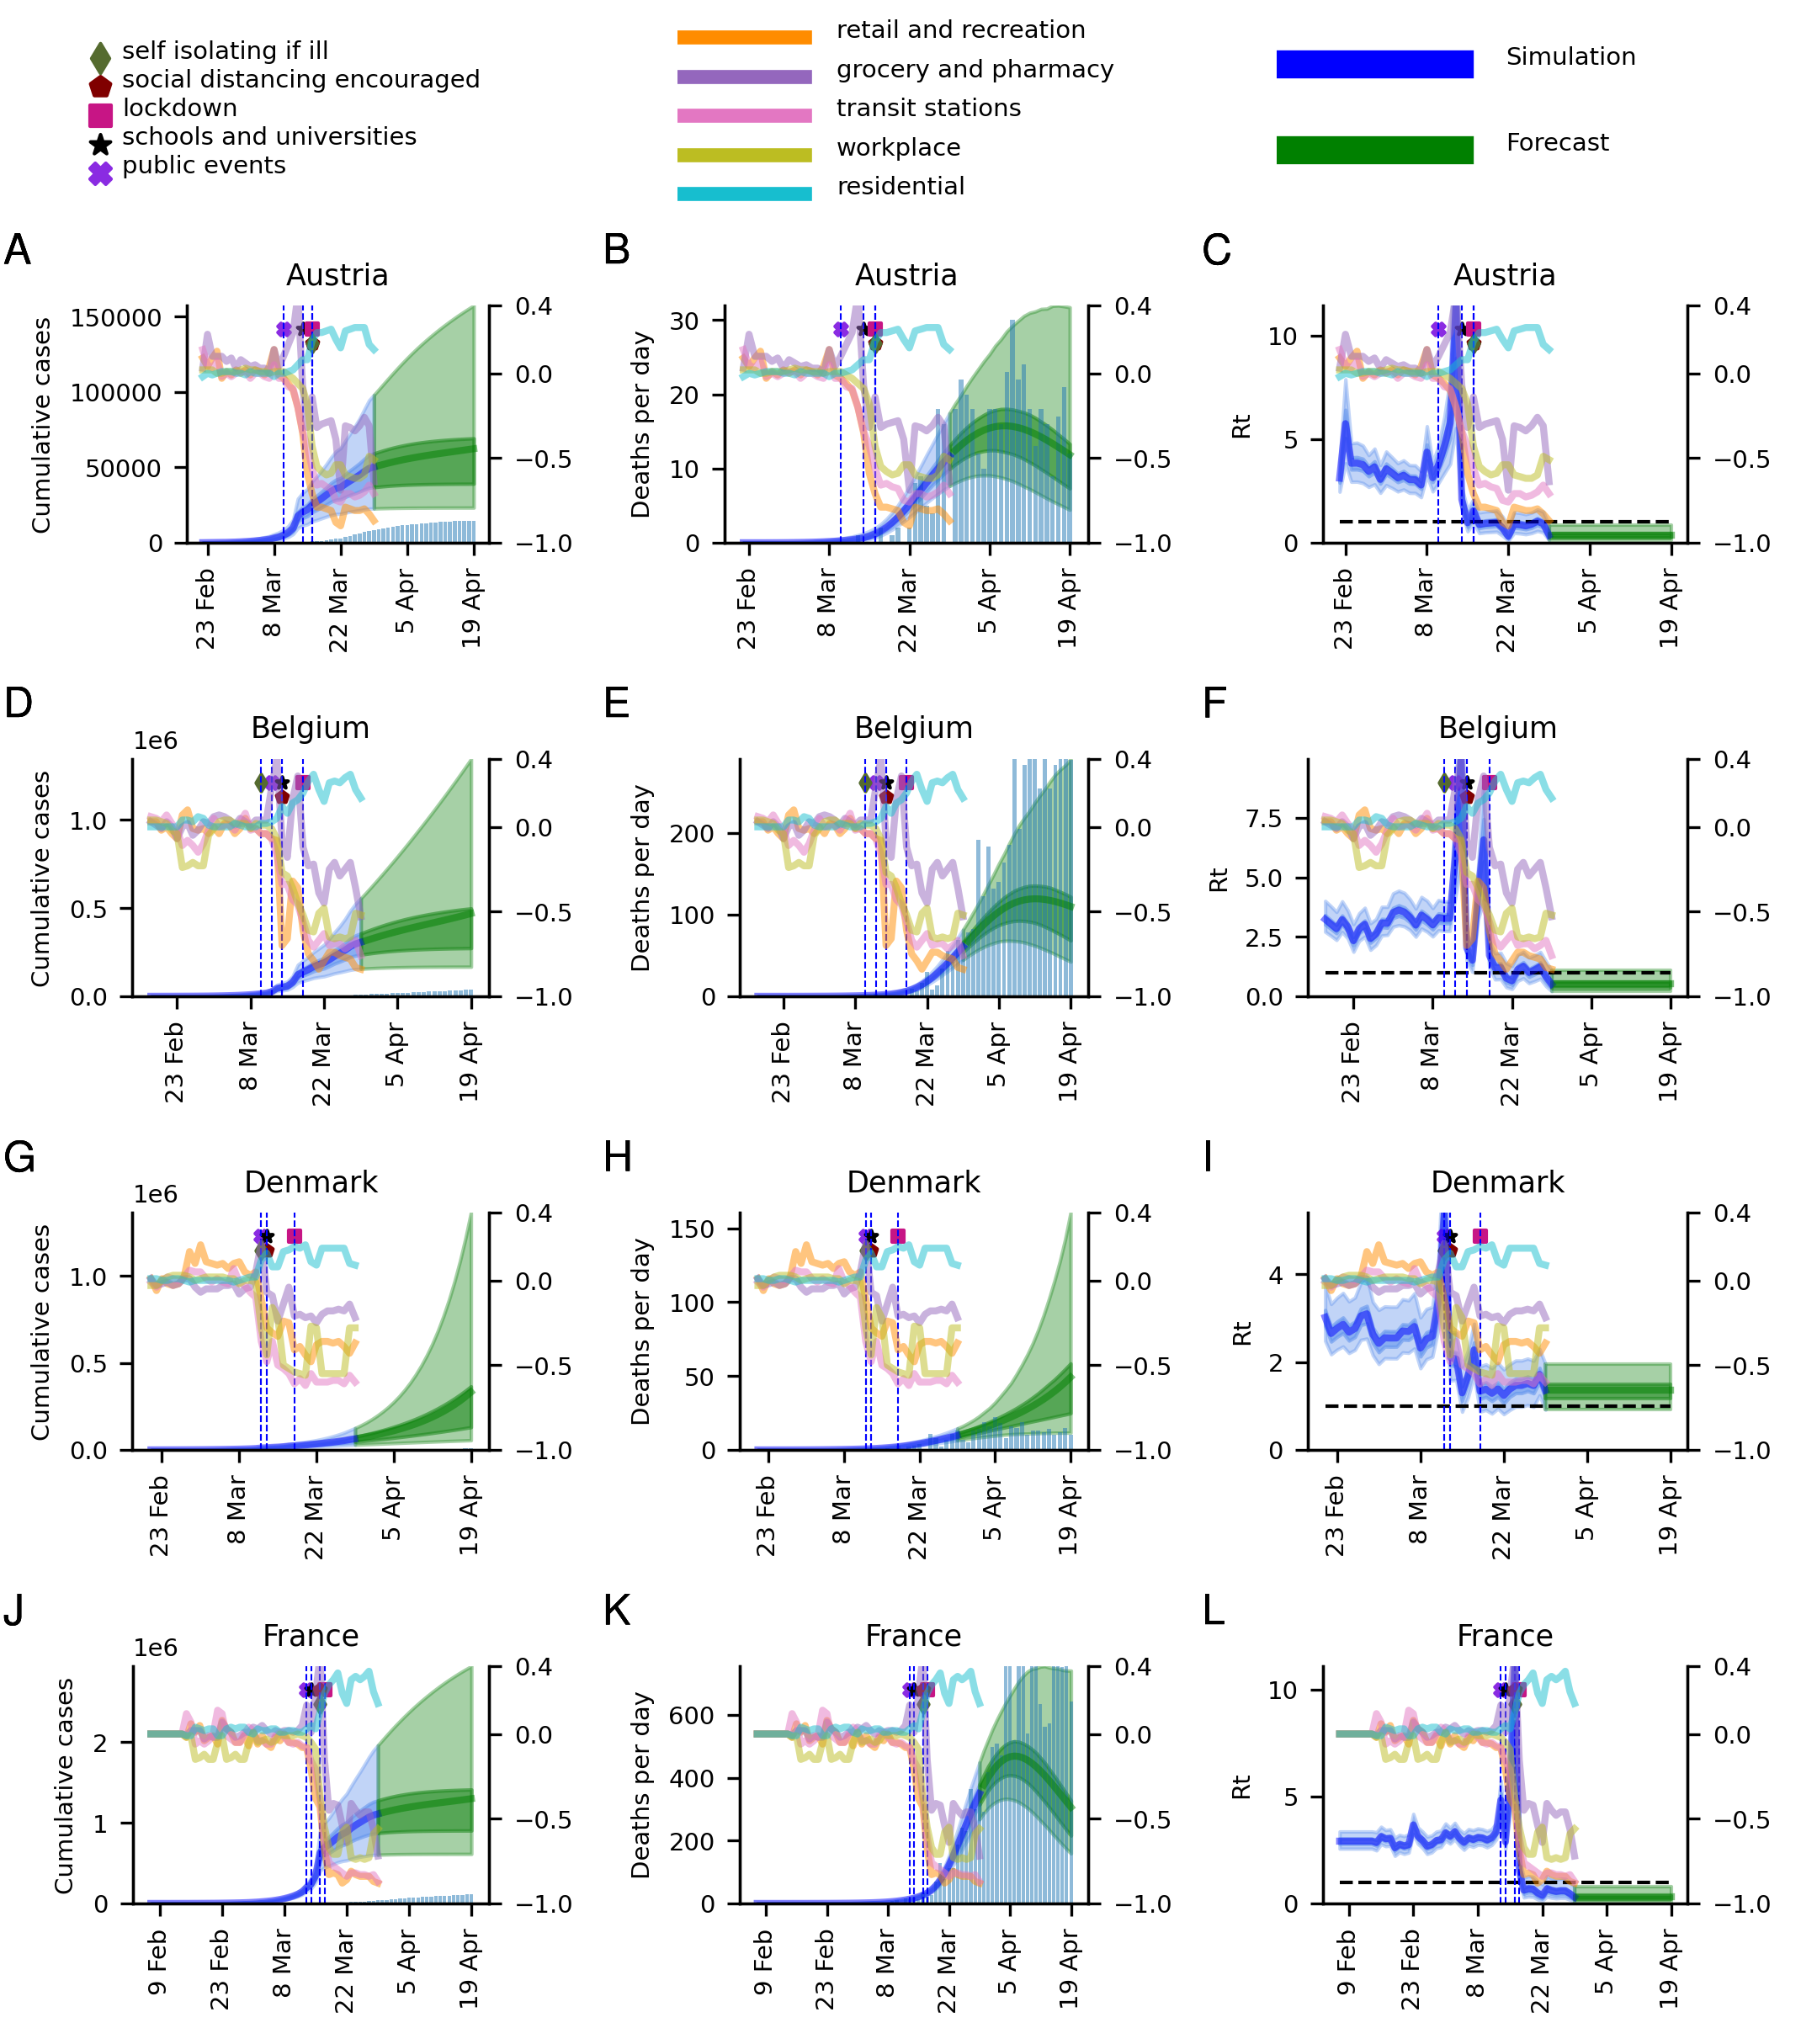 self isolating if ill
social distancing encouraged
lockdown
schools and universities
public events
retail and recreation
grocery and pharmacy
transit stations
workplace
residential
Simulation
Forecast
A
Austria
Cumulative cases
150000
100000
50000
0
0.4
0.0
−0.5
−1.0
23 Feb
8 Mar
22 Mar
5 Apr
19 Apr
B
Austria
Deaths per day
30
20
10
0
0.4
0.0
−0.5
−1.0
23 Feb
8 Mar
22 Mar
5 Apr
19 Apr
C
Austria
Rt
10
5
0
0.4
0.0
−0.5
−1.0
23 Feb
8 Mar
22 Mar
5 Apr
19 Apr
D
Belgium
1e6
Cumulative cases
1.0
0.5
0.0
0.4
0.0
−0.5
−1.0
23 Feb
8 Mar
22 Mar
5 Apr
19 Apr
E
Belgium
Deaths per day
200
100
0
0.4
0.0
−0.5
−1.0
23 Feb
8 Mar
22 Mar
5 Apr
19 Apr
F
Belgium
Rt
7.5
5.0
2.5
0.0
0.4
0.0
−0.5
−1.0
23 Feb
8 Mar
22 Mar
5 Apr
19 Apr
G
Denmark
1e6
Cumulative cases
1.0
0.5
0.0
0.4
0.0
−0.5
−1.0
23 Feb
8 Mar
22 Mar
5 Apr
19 Apr
H
Denmark
Deaths per day
150
100
50
0
0.4
0.0
−0.5
−1.0
23 Feb
8 Mar
22 Mar
5 Apr
19 Apr
I
Denmark
Rt
4
2
0
0.4
0.0
−0.5
−1.0
23 Feb
8 Mar
22 Mar
5 Apr
19 Apr
J
France
1e6
Cumulative cases
2
1
0
0.4
0.0
−0.5
−1.0
9 Feb
23 Feb
8 Mar
22 Mar
5 Apr
19 Apr
K
France
Deaths per day
600
400
200
0
0.4
0.0
−0.5
−1.0
9 Feb
23 Feb
8 Mar
22 Mar
5 Apr
19 Apr
L
France
Rt
10
5
0
0.4
0.0
−0.5
−1.0
9 Feb
23 Feb
8 Mar
22 Mar
5 Apr
19 Apr